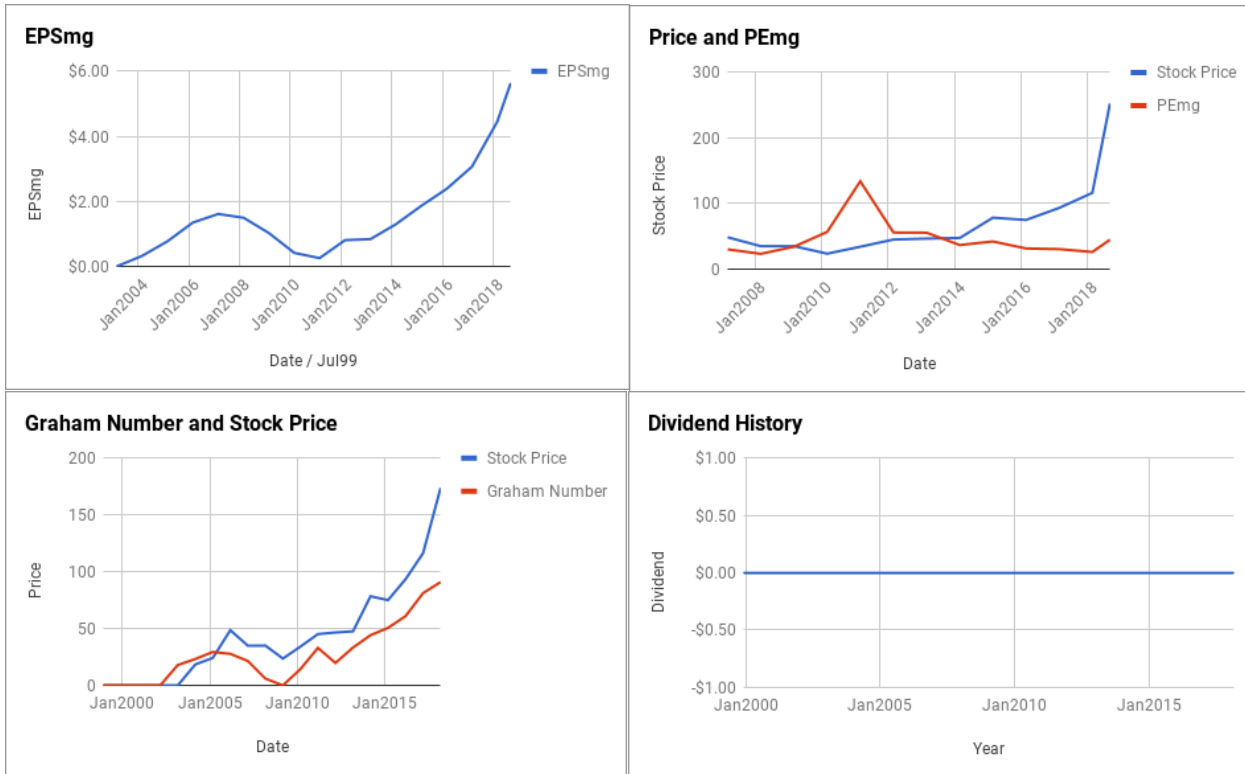 EPSmg
EPSmg
$6.00
$4.00
$2.00
$0.00
EPSmg
Jan2004
Jan2006
Jan2008
Jan2010
Jan2012
Jan2014
Jan2016
Jan2018
Date / Jul99
Price and PEmg
Stock Price
PEmg
300
200
100
0
Stock Price
Jan2008
Jan2010
Jan2012
Jan2014
Jan2016
Jan2018
Date
Graham Number and Stock Price
Stock Price
Graham Number
200
150
100
50
0
Price
Jan2000
Jan2005
Jan2010
Jan2015
Date
Dividend History
$1.00
$0.50
$0.00
-$0.50
-$1.00
Dividend
Jan2000
Jan2005
Jan2010
Jan2015
Year